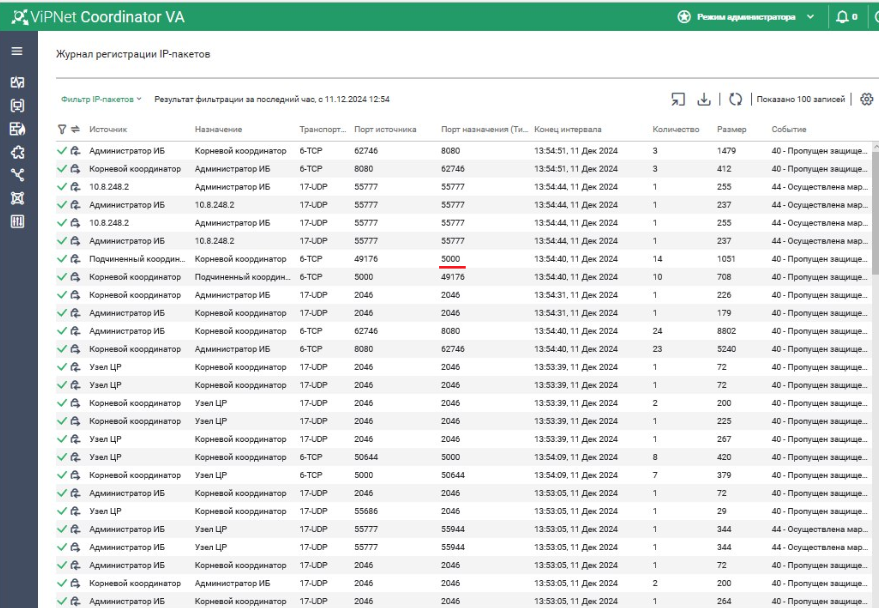 ViPNet Coordinator VA
Режим администратора
0
Журнал регистрации IP-пакетов
Фильтр IP-пакетов Результат фильтрации за последний час, с 11.12.2024 12:54 Показано 100 записей
Источник Назначение Транспорт... Порт источника Порт назначения (Ти... Конец интервала Количество Размер Событие
Администратор ИБ Корневой координатор 6-TCP 62746 8080 13:54:51, 11 Дек 2024 3 1479 40 - Пропущен защище...
Корневой координатор Администратор ИБ 6-TCP 8080 62746 13:54:51, 11 Дек 2024 3 412 40 - Пропущен защище...
10.8.248.2 Администратор ИБ 17-UDP 55777 55777 13:54:44, 11 Дек 2024 1 255 44 - Осуществлена мар...
Администратор ИБ 10.8.248.2 17-UDP 55777 55777 13:54:44, 11 Дек 2024 1 237 44 - Осуществлена мар...
10.8.248.2 Администратор ИБ 17-UDP 55777 55777 13:54:44, 11 Дек 2024 1 255 44 - Осуществлена мар...
Администратор ИБ 10.8.248.2 17-UDP 55777 55777 13:54:44, 11 Дек 2024 1 237 44 - Осуществлена мар...
Подчиненный координ... Корневой координатор 6-TCP 49176 5000 13:54:40, 11 Дек 2024 14 1051 40 - Пропущен защище...
Корневой координатор Подчиненный координ... 6-TCP 5000 49176 13:54:40, 11 Дек 2024 10 708 40 - Пропущен защище...
Корневой координатор Администратор ИБ 17-UDP 2046 2046 13:54:31, 11 Дек 2024 1 226 40 - Пропущен защище...
Администратор ИБ Корневой координатор 17-UDP 2046 2046 13:54:31, 11 Дек 2024 1 179 40 - Пропущен защище...
Администратор ИБ Корневой координатор 6-TCP 62746 8080 13:54:40, 11 Дек 2024 24 8802 40 - Пропущен защище...
Корневой координатор Администратор ИБ 6-TCP 8080 62746 13:54:40, 11 Дек 2024 23 5240 40 - Пропущен защище...
Узел ЦР Корневой координатор 17-UDP 2046 2046 13:53:39, 11 Дек 2024 1 72 40 - Пропущен защище...
Узел ЦР Корневой координатор 17-UDP 2046 2046 13:53:39, 11 Дек 2024 1 72 40 - Пропущен защище...
Корневой координатор Узел ЦР 17-UDP 2046 2046 13:53:39, 11 Дек 2024 2 200 40 - Пропущен защище...
Корневой координатор Узел ЦР 17-UDP 2046 2046 13:53:39, 11 Дек 2024 1 225 40 - Пропущен защище...
Узел ЦР Корневой координатор 17-UDP 2046 2046 13:53:39, 11 Дек 2024 1 267 40 - Пропущен защище...
Узел ЦР Корневой координатор 6-TCP 50644 5000 13:54:09, 11 Дек 2024 8 420 40 - Пропущен защище...
Корневой координатор Узел ЦР 6-TCP 5000 50644 13:54:09, 11 Дек 2024 7 379 40 - Пропущен защище...
Администратор ИБ Корневой координатор 17-UDP 2046 2046 13:53:05, 11 Дек 2024 1 72 40 - Пропущен защище...
Узел ЦР Корневой координатор 17-UDP 55686 2046 13:53:05, 11 Дек 2024 1 29 40 - Пропущен защище...
Администратор ИБ Узел ЦР 17-UDP 55777 55944 13:53:05, 11 Дек 2024 1 344 44 - Осуществлена мар...
Администратор ИБ Узел ЦР 17-UDP 55777 55944 13:53:05, 11 Дек 2024 1 344 44 - Осуществлена мар...
Администратор ИБ Корневой координатор 17-UDP 2046 2046 13:53:05, 11 Дек 2024 1 72 40 - Пропущен защище...
Корневой координатор Администратор ИБ 17-UDP 2046 2046 13:53:05, 11 Дек 2024 2 200 40 - Пропущен защище...
Администратор ИБ Корневой координатор 17-UDP 2046 2046 13:53:05, 11 Дек 2024 1 264 40 - Пропущен защище...